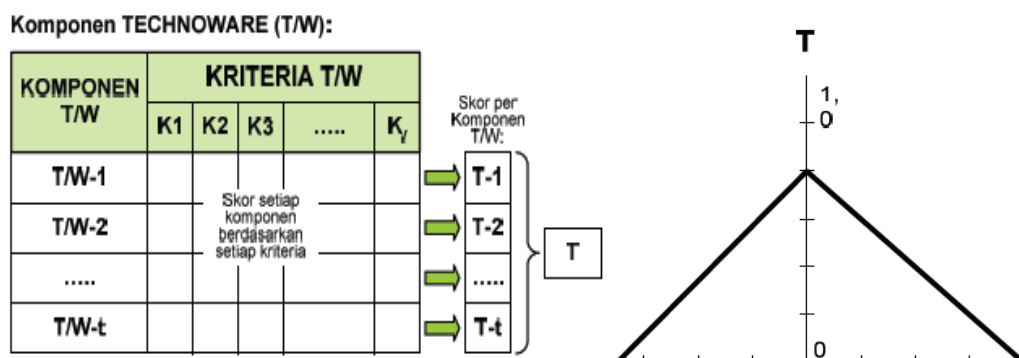 Komponen TECHNOWARE (T/W):
KOMPONEN
T/W
KRITERIA T/W
K1 K2 K3 ..... Kγ
Skor per
Komponen
T/W:
T/W-1
T-1
T/W-2
T-2
.....
.....
T/W-t
T-t
Skor setiap
komponen
berdasarkan
setiap kriteria
T
T
1,
0
0